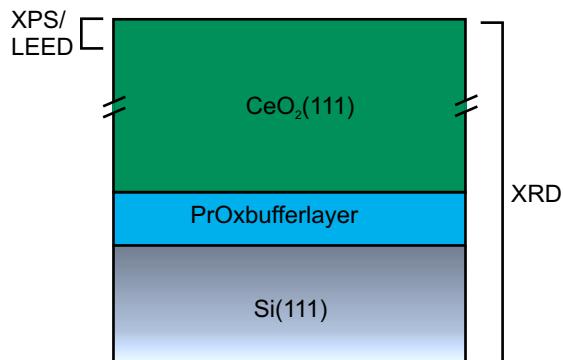 XPS/
LEED
CeO₂(111)
XRD
PrOxbufferlayer
Si(111)